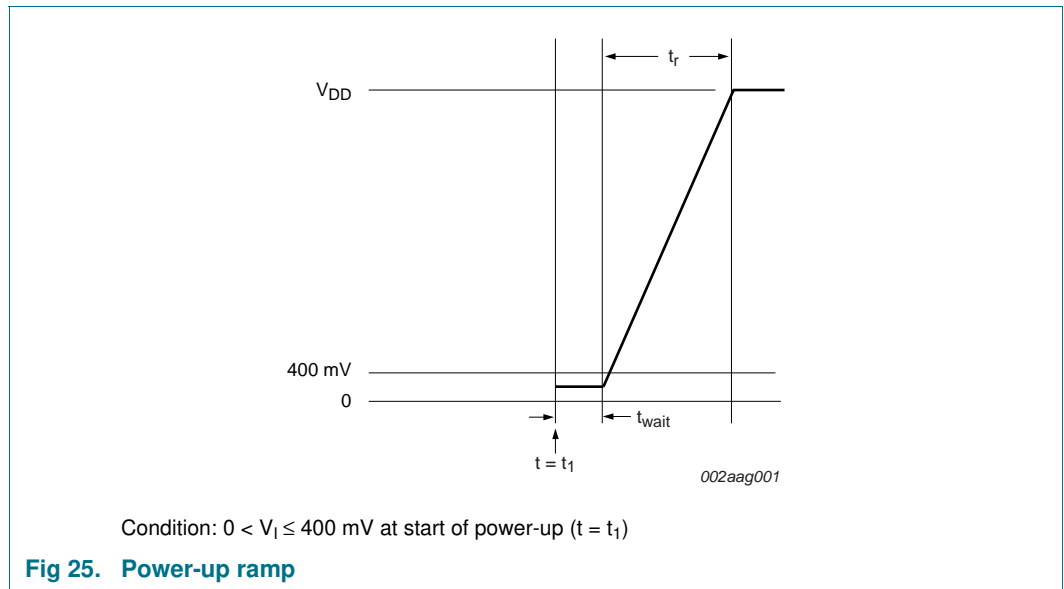 t_r
V_DD
400 mV
0
t_wait
t = t_1
002aag001
Condition: 0 < V_I ≤ 400 mV at start of power-up (t = t_1)
Fig 25. Power-up ramp